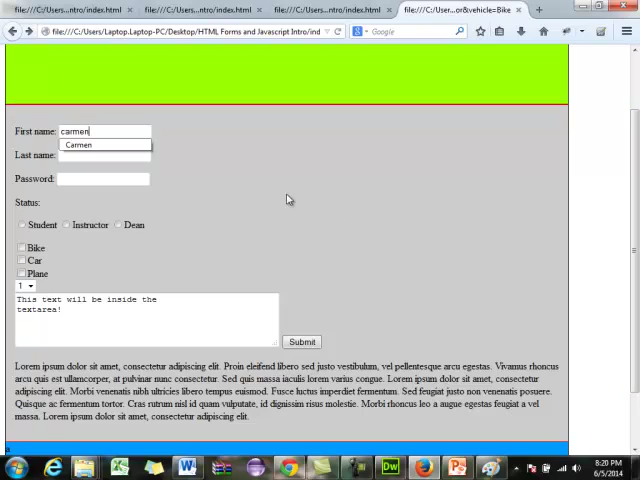 file:///C:/Users...ntro/index.html
file:///C:/Users...ntro/index.html
file:///C:/Users...ntro/index.html
file:///C:/User...or&vehicle=Bike
file:///C:/Users/Laptop.Laptop-PC/Desktop/HTML Forms and Javascript Intro/ind
Google
First name: carmen
Carmen
Last name:
Password:
Status:
Student Instructor Dean
Bike
Car
Plane
1
This text will be inside the
textarea!
Submit
Lorem ipsum dolor sit amet, consectetur adipiscing elit. Proin eleifend libero sed justo vestibulum, vel pellentesque arcu egestas. Vivamus
arcu quis est ullamcorper, at pulvinar nunc consectetur. Sed quis massa iaculis lorem varius congue. Lorem ipsum dolor sit amet, consectetur
adipiscing elit. Morbi venenatis nibh ultricies libero tempus euismod. Fusce luctus imperdiet fermentum. Sed feugiat justo non venenatis posuere.
Quisque ac fermentum tortor. Cras rutrum nisl id quam vulputate, id dignissim risus molestie. Morbi rhoncus leo a augue egestas rhoncus ut et
massa. Lorem ipsum dolor sit amet, consectetur adipiscing elit.
a
Dw
8:20 PM
6/5/2014